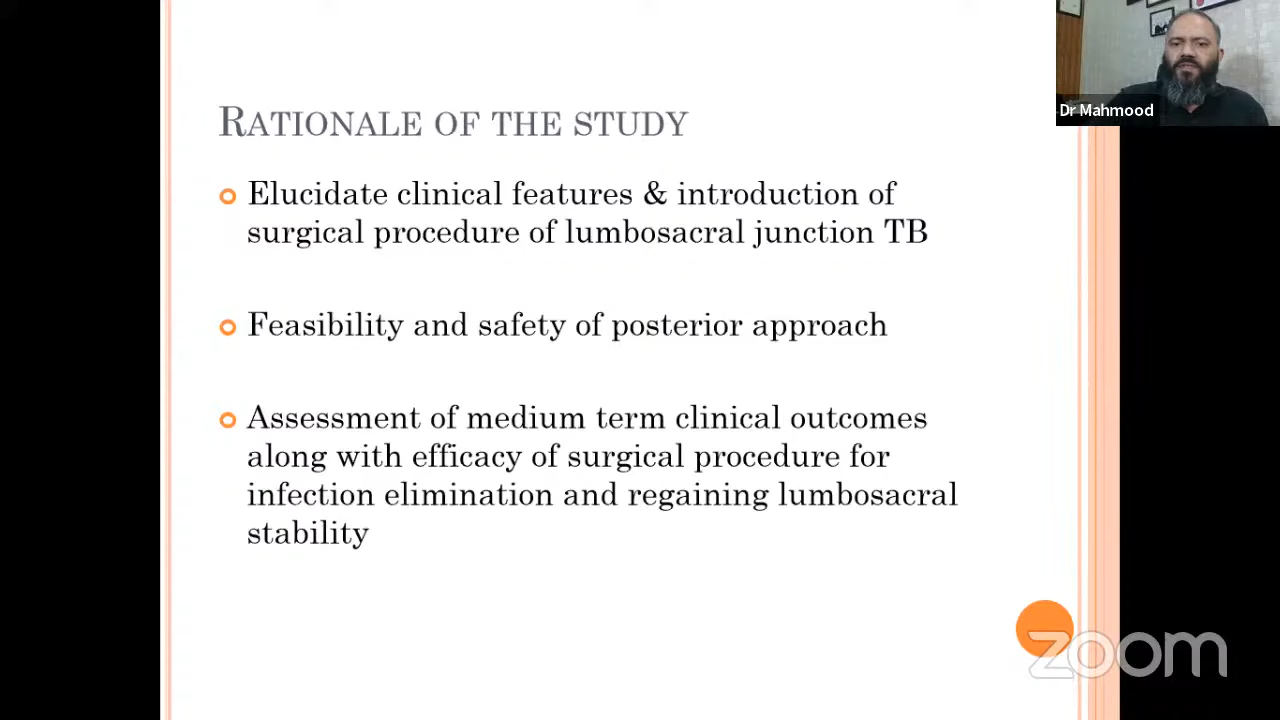 RATIONALE OF THE STUDY
Elucidate clinical features & introduction of
surgical procedure of lumbosacral junction TB
Feasibility and safety of posterior approach
Assessment of medium term clinical outcomes
along with efficacy of surgical procedure for
infection elimination and regaining lumbosacral
stability
Dr Mahmood
zoom